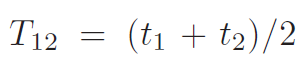 T₁₂ = (t₁ + t₂)/2